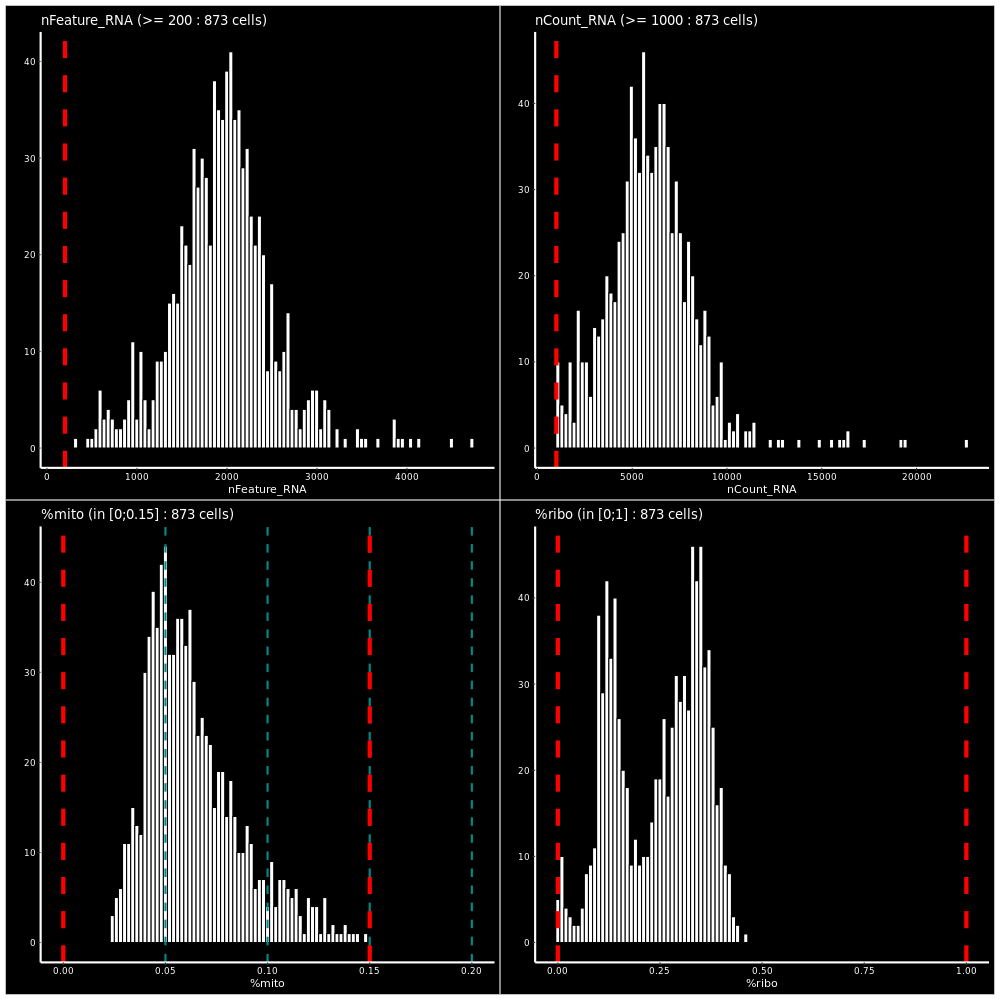 nFeature_RNA (>= 200 : 873 cells)
40
30
20
10
0
0 1000 2000 3000 4000
nFeature_RNA
nCount_RNA (>= 1000 : 873 cells)
40
30
20
10
0
0 5000 10000 15000 20000
nCount_RNA
%mito (in [0;0.15] : 873 cells)
40
30
20
10
0
0.00 0.05 0.10 0.15 0.20
%mito
%ribo (in [0;1] : 873 cells)
40
30
20
10
0
0.00 0.25 0.50 0.75 1.00
%ribo